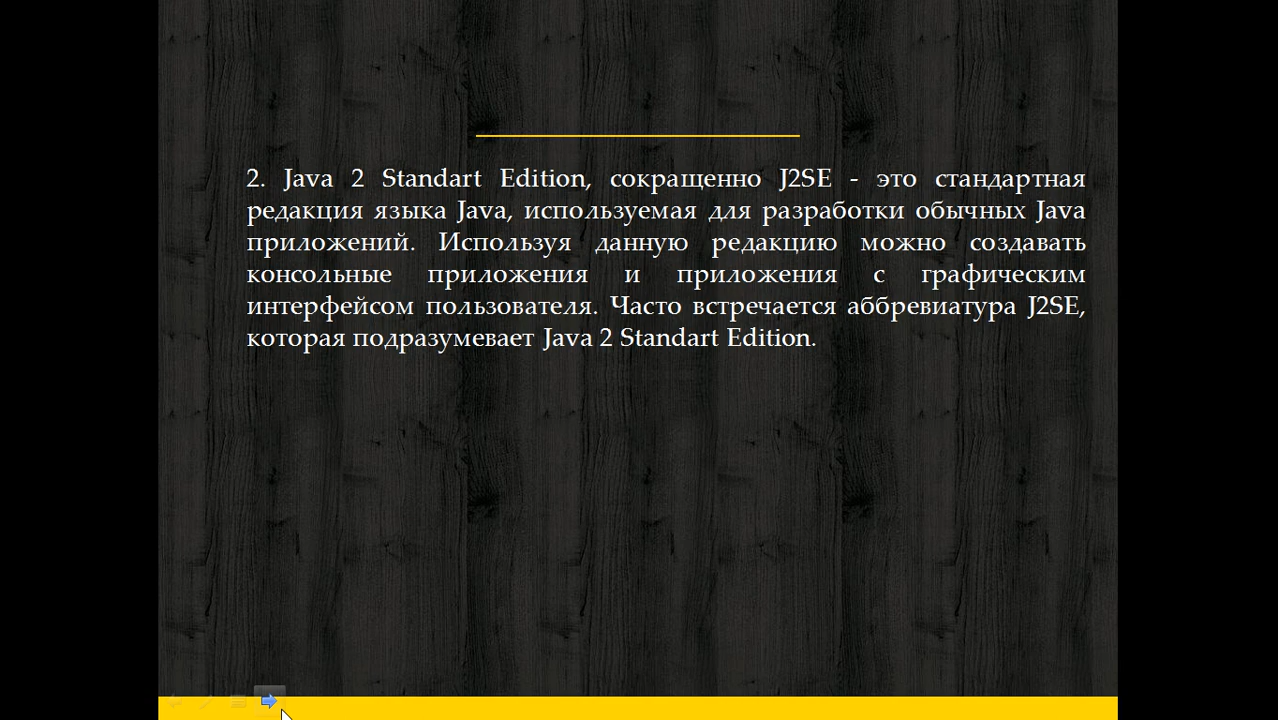 2. Java 2 Standart Edition, сокращенно J2SE - это стандартная
редакция языка Java, используемая для разработки обычных Java
приложений. Используя данную редакцию можно создавать
консольные приложения и приложения с графическим
интерфейсом пользователя. Часто встречается аббревиатура J2SE,
которая подразумевает Java 2 Standart Edition.